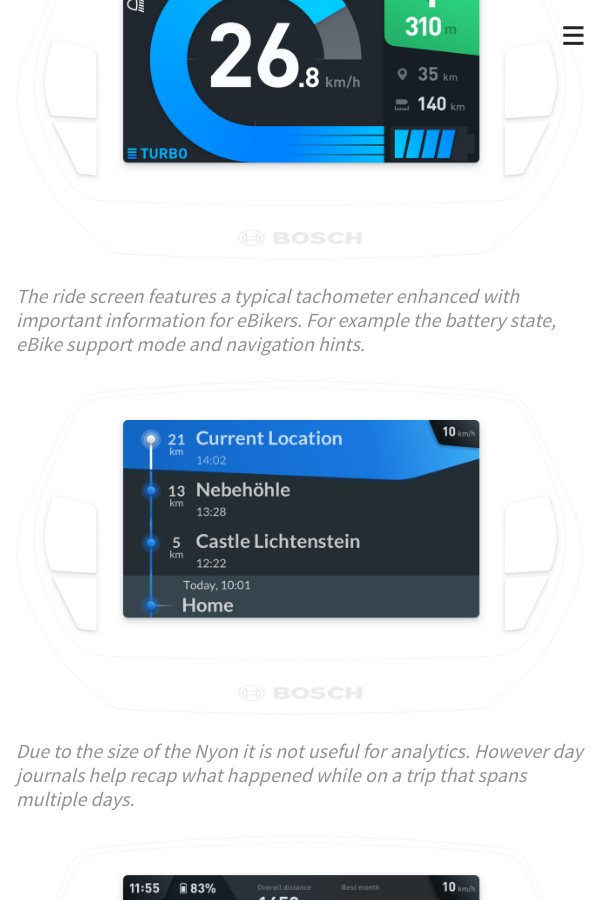 310 m
26.8 km/h
35 km
140 km
TURBO
BOSCH
The ride screen features a typical tachometer enhanced with
important information for eBikers. For example the battery state,
eBike support mode and navigation hints.
10 km/h
21 km Current Location
14:02
13 km Nebehöhle
13:28
5 km Castle Lichtenstein
12:22
Today, 10:01
Home
BOSCH
Due to the size of the Nyon it is not useful for analytics. However day
journals help recap what happened while on a trip that spans
multiple days.
11:55 83% Overall distance Best month 10 km/h